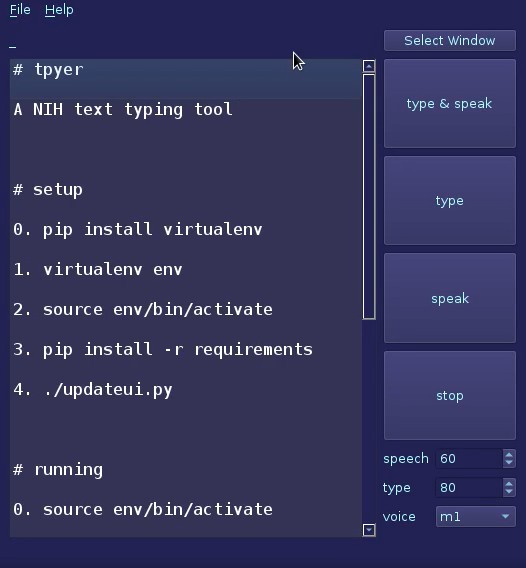 File Help
Select Window
# tpyer
A NIH text typing tool
# setup
0. pip install virtualenv
1. virtualenv env
2. source env/bin/activate
3. pip install -r requirements
4. ./updateui.py
# running
0. source env/bin/activate
type & speak
type
speak
stop
speech 60
type 80
voice m1